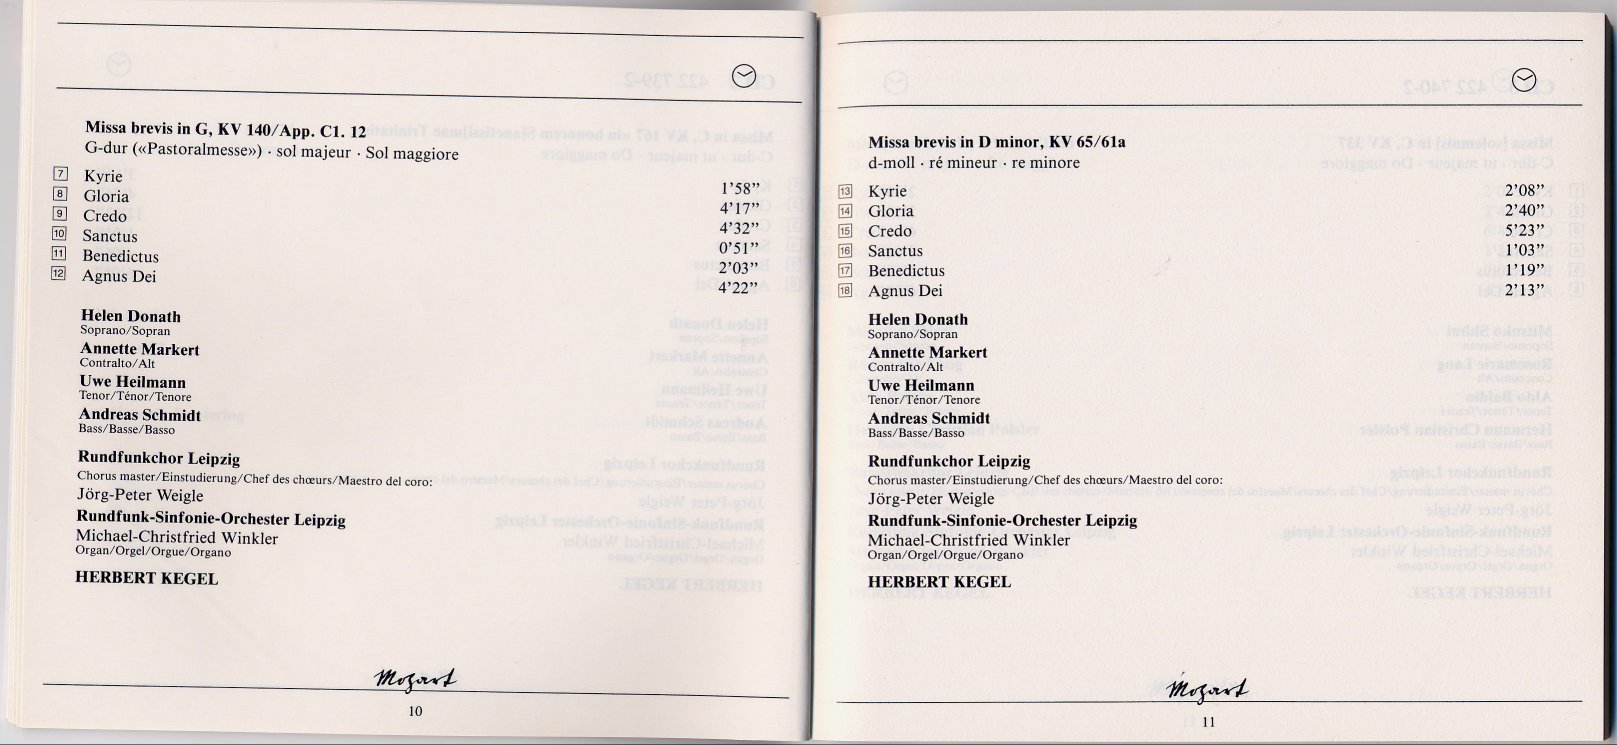 Missa brevis in G, KV 140/App. C1. 12
G-dur («Pastoralmesse») · sol majeur · Sol maggiore
7 Kyrie 1’58”
8 Gloria 4’17”
9 Credo 4’32”
10 Sanctus 0’51”
11 Benedictus 2’03”
12 Agnus Dei 4’22”
Helen Donath
Soprano/Sopran
Annette Markert
Contralto/Alt
Uwe Heilmann
Tenor/Ténor/Tenore
Andreas Schmidt
Bass/Basse/Basso
Rundfunkchor Leipzig
Chorus master/Einstudierung/Chef des chœurs/Maestro del coro:
Jörg-Peter Weigle
Rundfunk-Sinfonie-Orchester Leipzig
Michael-Christfried Winkler
Organ/Orgel/Orgue/Organo
HERBERT KEGEL
Mozart
10
Missa brevis in D minor, KV 65/61a
d-moll · ré mineur · re minore
13 Kyrie 2’08”
14 Gloria 2’40”
15 Credo 5’23”
16 Sanctus 1’03”
17 Benedictus 1’19”
18 Agnus Dei 2’13”
Helen Donath
Soprano/Sopran
Annette Markert
Contralto/Alt
Uwe Heilmann
Tenor/Ténor/Tenore
Andreas Schmidt
Bass/Basse/Basso
Rundfunkchor Leipzig
Chorus master/Einstudierung/Chef des chœurs/Maestro del coro:
Jörg-Peter Weigle
Rundfunk-Sinfonie-Orchester Leipzig
Michael-Christfried Winkler
Organ/Orgel/Orgue/Organo
HERBERT KEGEL
Mozart
11